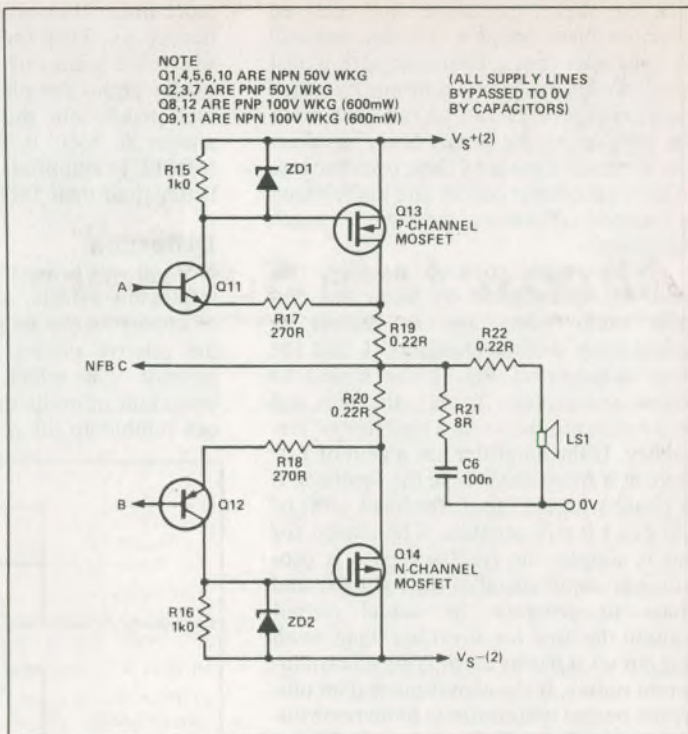 NOTE
Q1,4,5,6,10 ARE NPN 50V WKG
Q2,3,7 ARE PNP 50V WKG
Q8,12 ARE PNP 100V WKG (600mW)
Q9,11 ARE NPN 100V WKG (600mW)
(ALL SUPPLY LINES
BYPASSED TO 0V
BY CAPACITORS)
VS+(2)
R15
1k0
ZD1
Q13
P-CHANNEL
MOSFET
A
Q11
R17
270R
R19
0.22R
R22
0.22R
NFB C
R20
0.22R
R21
8R
LS1
R18
270R
C6
100n
0V
B
Q12
Q14
N-CHANNEL
MOSFET
R16
1k0
ZD2
VS−(2)